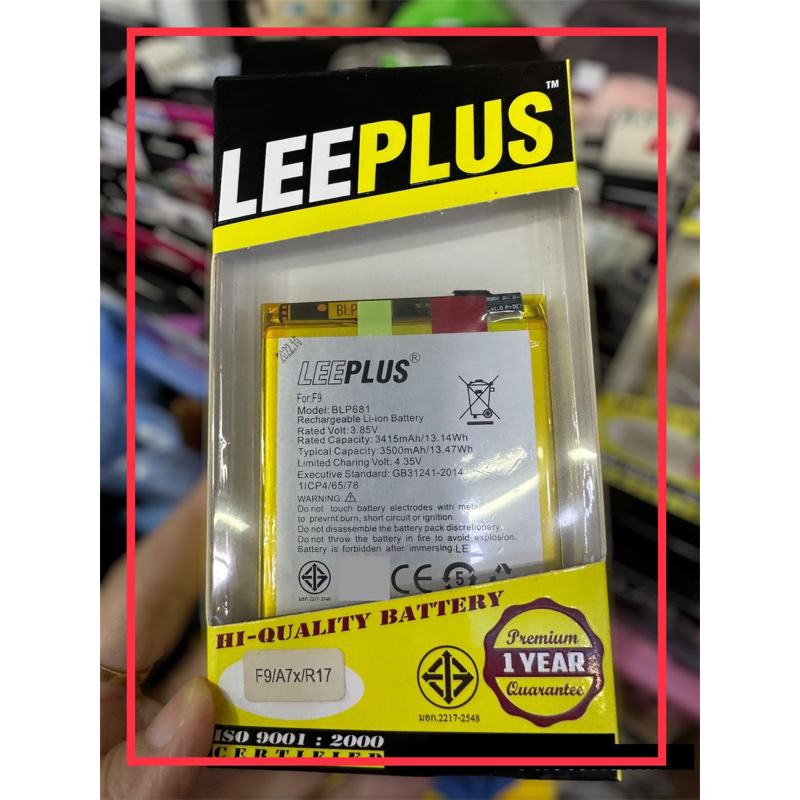 LEEPLUS™
BLP
2022.10
LEEPLUS®
For:F9
Model: BLP681
Rechargeable Li-ion Battery
Rated Volt: 3.85V
Rated Capacity: 3415mAh/13.14Wh
Typical Capacity: 3500mAh/13.47Wh
Limited Charing Volt: 4.35V
Executive Standard: GB31241-2014
1ICP4/65/78
WARNING:
Do not touch battery electrodes with metal
to prevrnt burn, short circuit or ignition.
Do not disassemble the battery pack discretionary.
Do not throw the battery in fire to avoid explosion.
Battery is forbidden after immersing.LEE
มอก.2217-2548
CE
5
HI-QUALITY BATTERY
F9/A7x/R17
มอก.2217-2548
Premium
1 YEAR
Quarantee
ISO 9001 : 2000
CERTIFIED